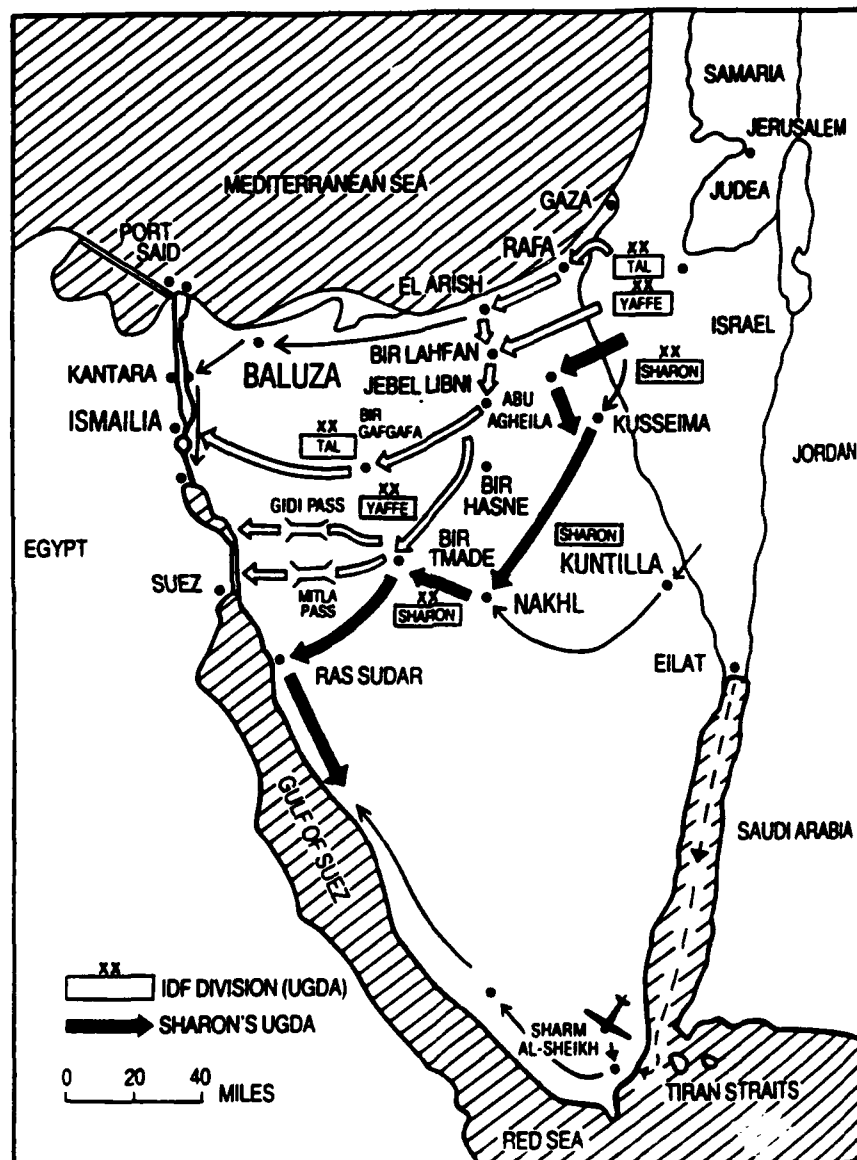 SAMARIA
JERUSALEM
MEDITERRANEAN SEA
JUDEA
GAZA
PORT
SAID
RAFA
XX
TAL
EL ARISH
XX
YAFFE
ISRAEL
BIR LAHFAN
XX
SHARON
KANTARA
BALUZA
JEBEL LIBNI
ABU
AGHEILA
ISMAILIA
BIR
GAFGAFA
KUSSEIMA
XX
TAL
JORDAN
XX
YAFFE
GIDI PASS
BIR
HASNE
SHARON
EGYPT
BIR
TMADE
KUNTILLA
SUEZ
MITLA
PASS
XX
SHARON
NAKHL
EILAT
RAS SUDAR
GULF OF SUEZ
SAUDI ARABIA
XX
IDF DIVISION (UGDA)
SHARON'S UGDA
SHARM
AL-SHEIKH
0 20 40
MILES
TIRAN STRAITS
RED SEA